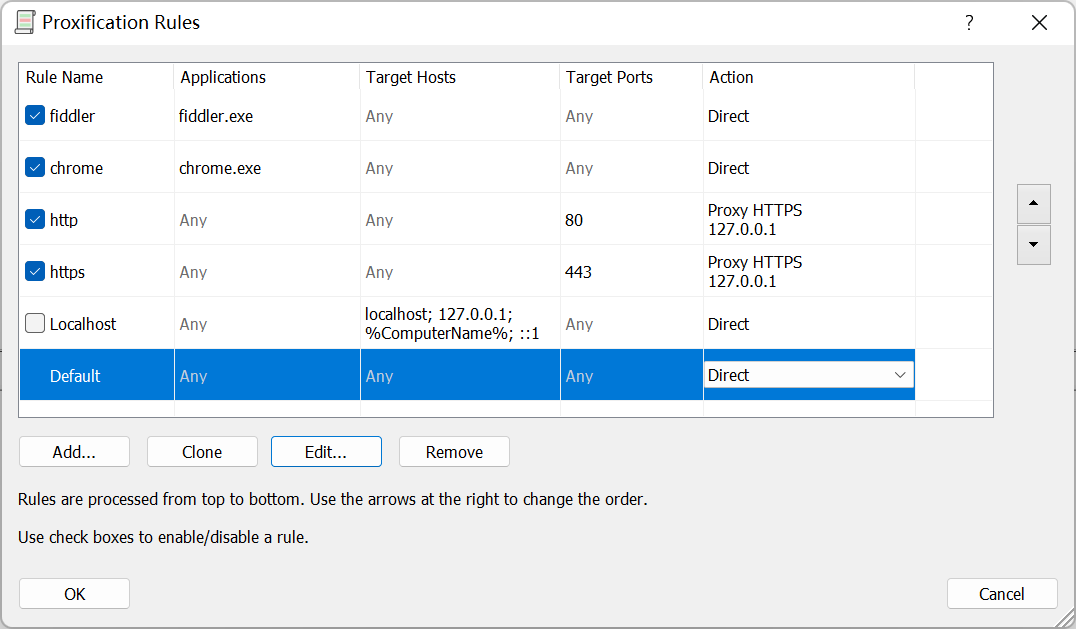 Proxification Rules
?
Rule Name Applications Target Hosts Target Ports Action
fiddler fiddler.exe Any Any Direct
chrome chrome.exe Any Any Direct
http Any Any 80 Proxy HTTPS
127.0.0.1
https Any Any 443 Proxy HTTPS
127.0.0.1
Localhost Any localhost; 127.0.0.1; Any Direct
%ComputerName%; ::1
Default Any Any Any Direct
Add... Clone Edit... Remove
Rules are processed from top to bottom. Use the arrows at the right to change the order.
Use check boxes to enable/disable a rule.
OK Cancel